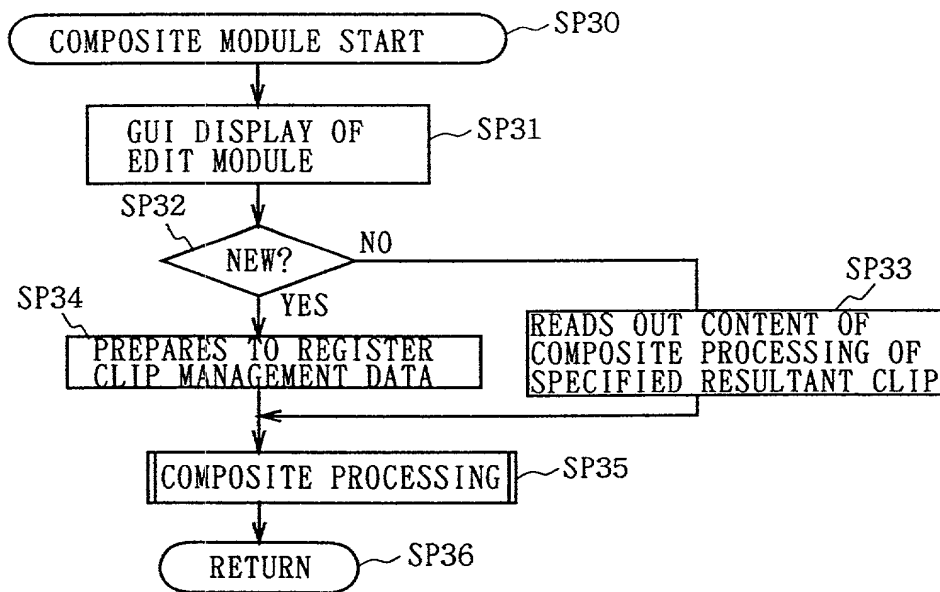 COMPOSITE MODULE START
SP30
GUI DISPLAY OF
EDIT MODULE
SP31
SP32
NEW?
NO
YES
SP34
PREPARES TO REGISTER
CLIP MANAGEMENT DATA
SP33
READS OUT CONTENT OF
COMPOSITE PROCESSING OF
SPECIFIED RESULTANT CLIP
COMPOSITE PROCESSING
SP35
RETURN
SP36